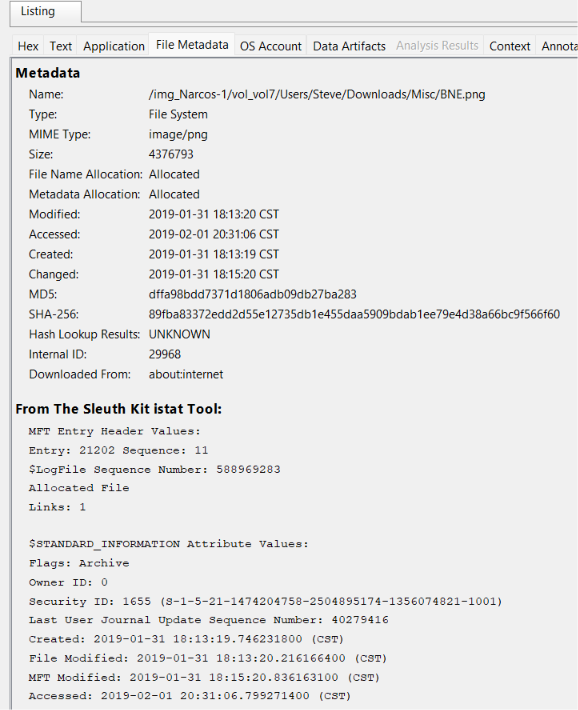 Listing
Hex Text Application File Metadata OS Account Data Artifacts Analysis Results Context Annota
Metadata
Name: /img_Narcos-1/vol_vol7/Users/Steve/Downloads/Misc/BNE.png
Type: File System
MIME Type: image/png
Size: 4376793
File Name Allocation: Allocated
Metadata Allocation: Allocated
Modified: 2019-01-31 18:13:20 CST
Accessed: 2019-02-01 20:31:06 CST
Created: 2019-01-31 18:13:19 CST
Changed: 2019-01-31 18:15:20 CST
MD5: dffa98bdd7371d1806adb09db27ba283
SHA-256: 89fba83372edd2d55e12735db1e455daa5909bdab1ee79e4d38a66bc9f566f60
Hash Lookup Results: UNKNOWN
Internal ID: 29968
Downloaded From: about:internet
From The Sleuth Kit istat Tool:
MFT Entry Header Values:
Entry: 21202 Sequence: 11
$LogFile Sequence Number: 588969283
Allocated File
Links: 1
$STANDARD_INFORMATION Attribute Values:
Flags: Archive
Owner ID: 0
Security ID: 1655 (S-1-5-21-1474204758-2504895174-1356074821-1001)
Last User Journal Update Sequence Number: 40279416
Created: 2019-01-31 18:13:19.746231800 (CST)
File Modified: 2019-01-31 18:13:20.216166400 (CST)
MFT Modified: 2019-01-31 18:15:20.836163100 (CST)
Accessed: 2019-02-01 20:31:06.799271400 (CST)